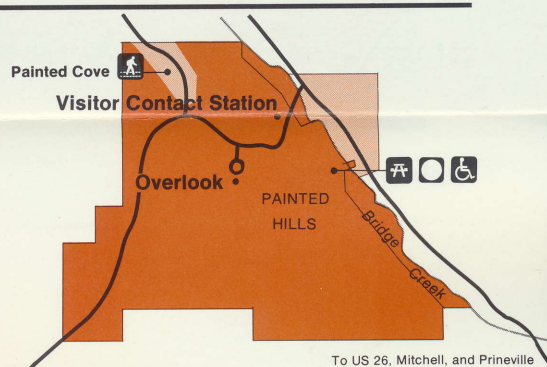 Painted Cove
Visitor Contact Station
Overlook
PAINTED
HILLS
Bridge
Creek
To US 26, Mitchell, and Prineville